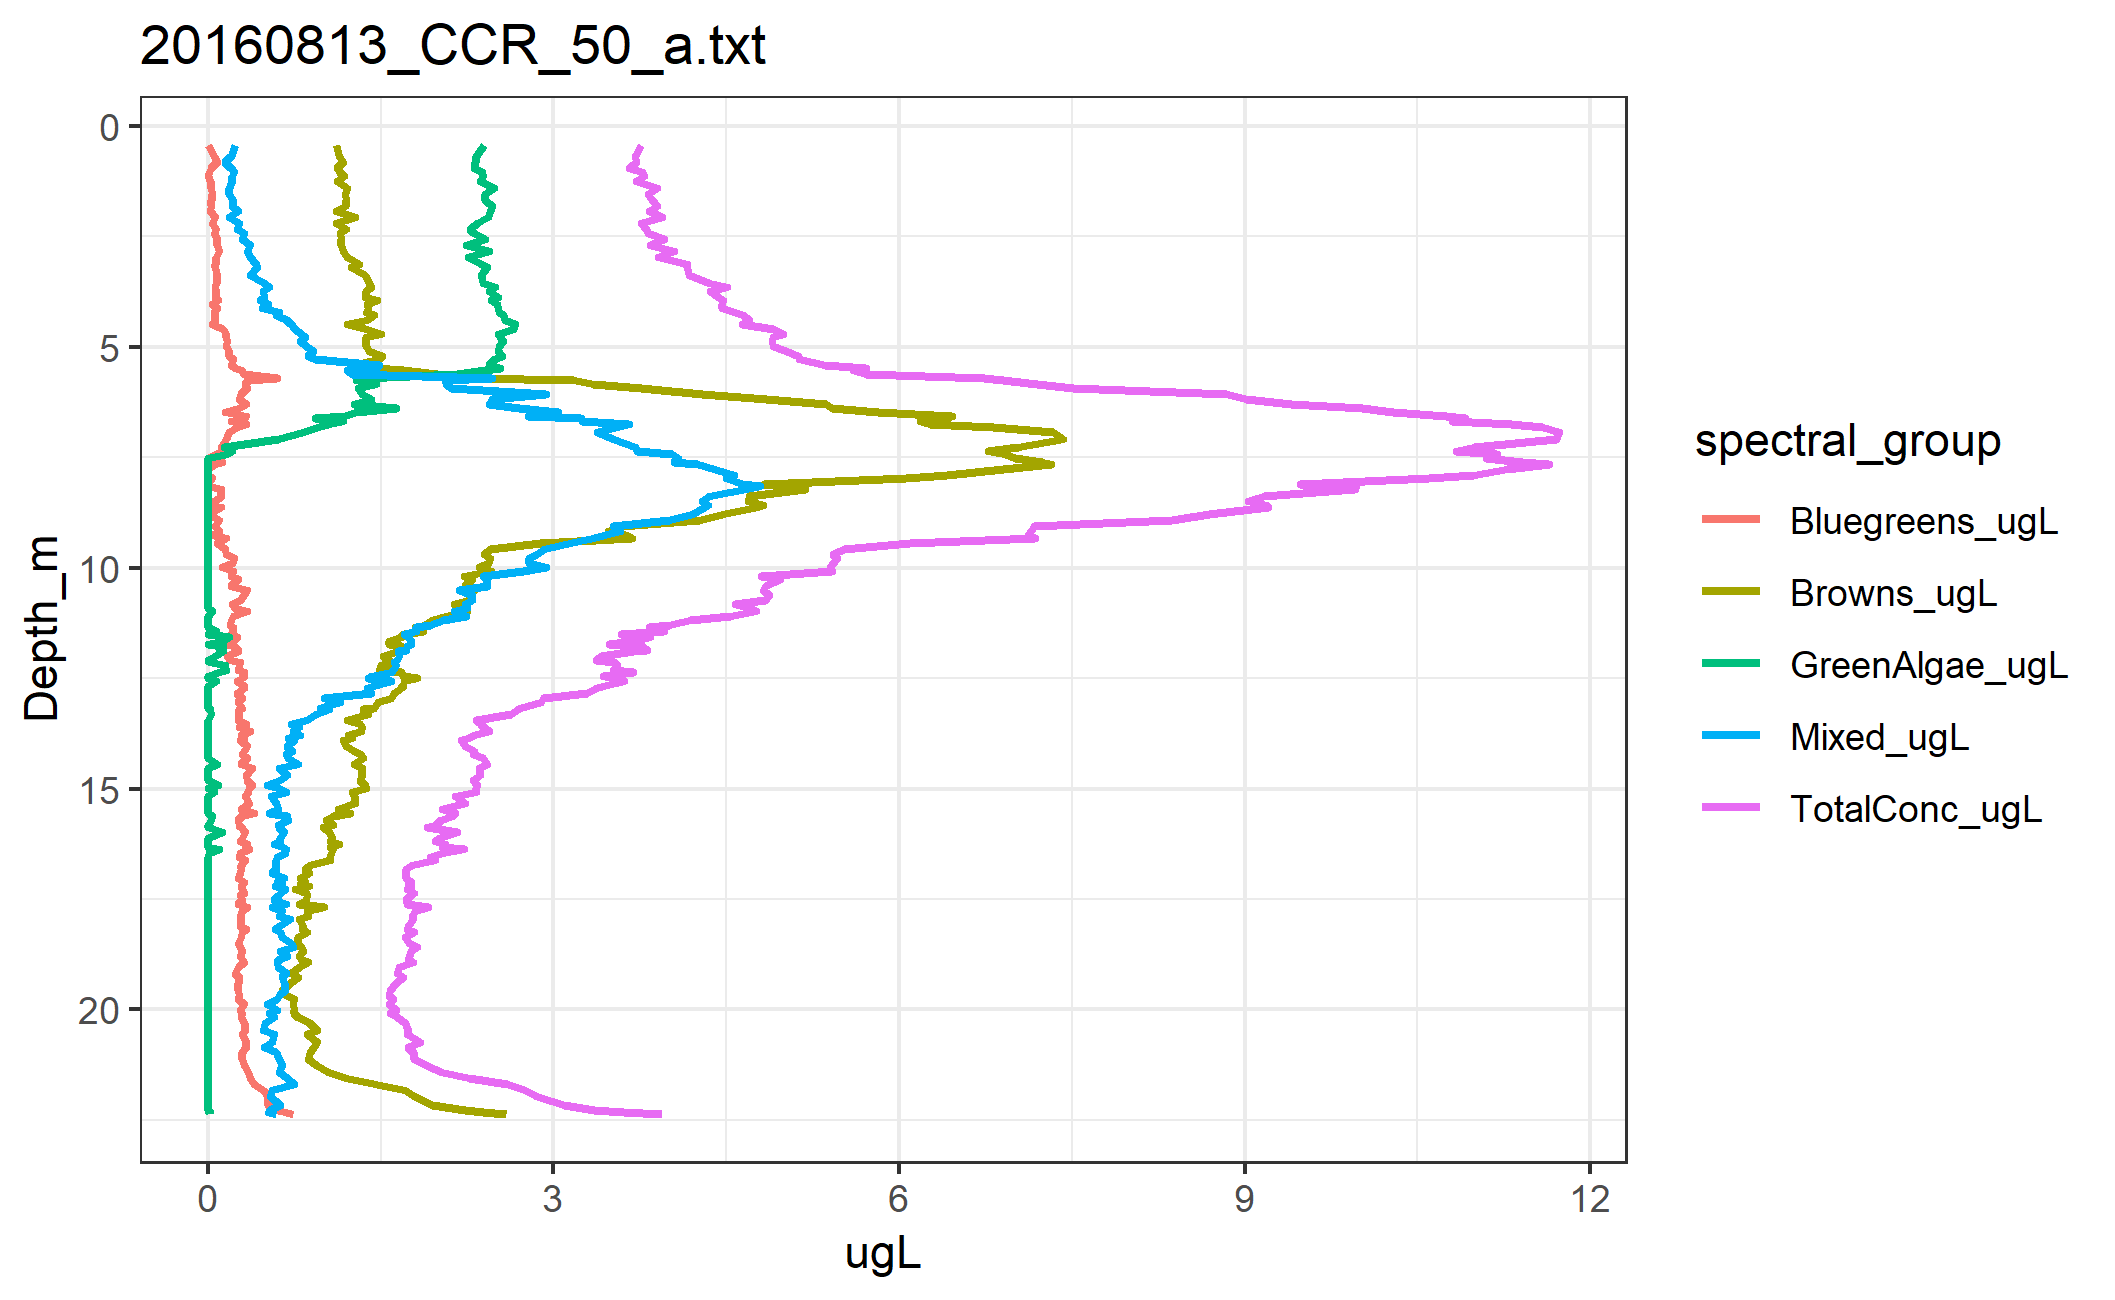 20160813_CCR_50_a.txt
0
5
10
15
20
Depth_m
0 3 6 9 12
ugL
spectral_group
Bluegreens_ugL
Browns_ugL
GreenAlgae_ugL
Mixed_ugL
TotalConc_ugL